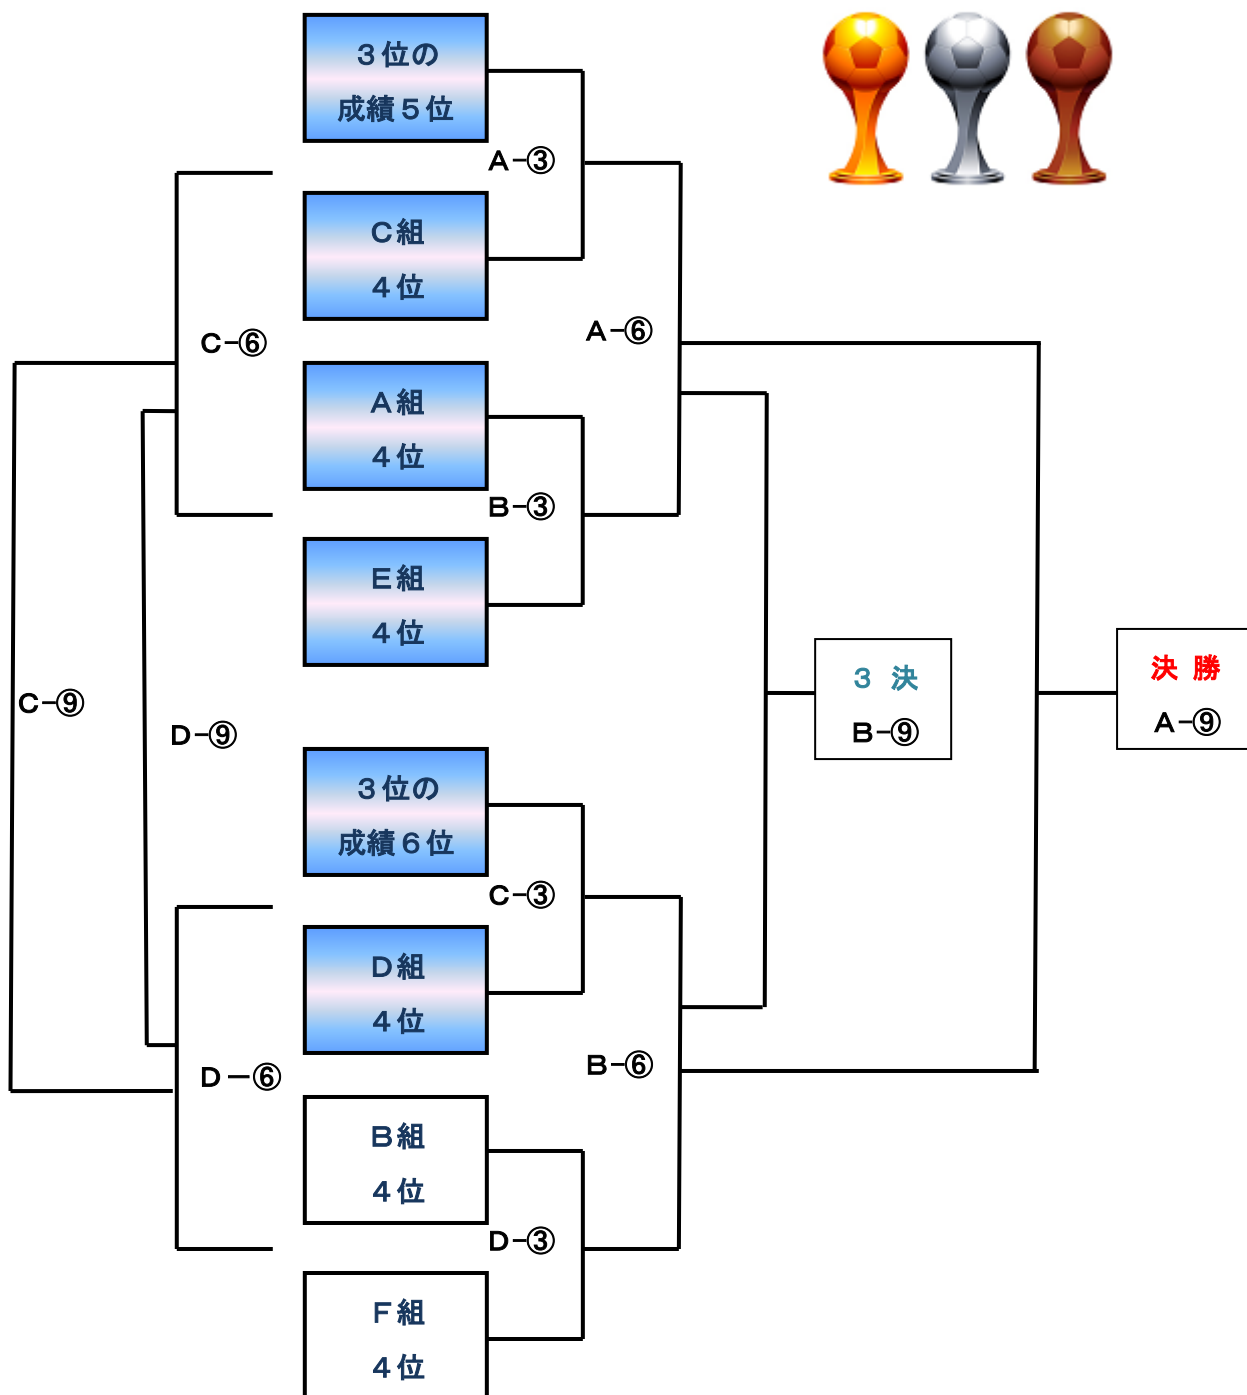 ３位の
成績５位
A-③
C組
４位
C-⑥
A-⑥
A組
４位
B-③
E組
４位
C-⑨
D-⑨
３決
B-⑨
決勝
A-⑨
３位の
成績６位
C-③
D組
４位
D－⑥
B-⑥
B組
４位
D-③
F組
４位